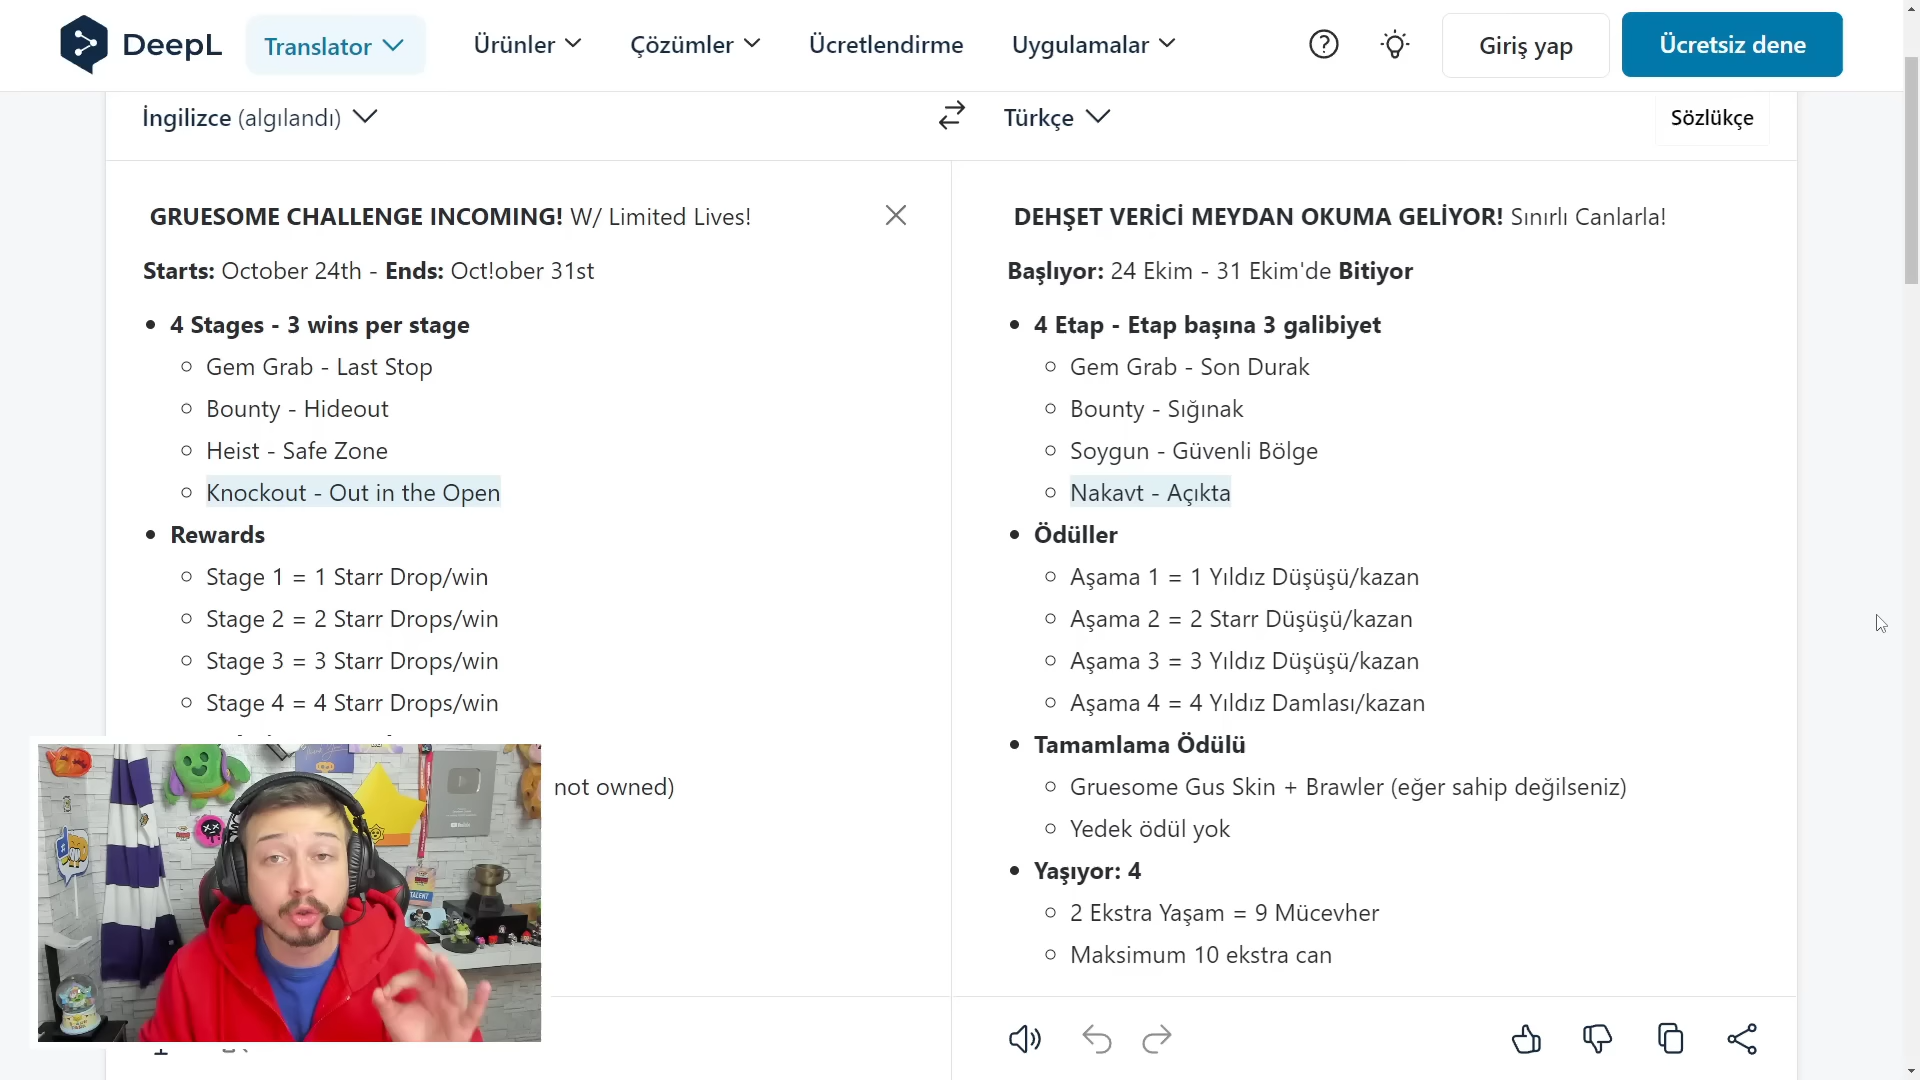 DeepL
Translator
Ürünler
Çözümler
Ücretlendirme
Uygulamalar
Giriş yap
Ücretsiz dene
İngilizce (algılandı)
Türkçe
Sözlükçe
GRUESOME CHALLENGE INCOMING! W/ Limited Lives!
Starts: October 24th - Ends: Oct!ober 31st
4 Stages - 3 wins per stage
Gem Grab - Last Stop
Bounty - Hideout
Heist - Safe Zone
Knockout - Out in the Open
Rewards
Stage 1 = 1 Starr Drop/win
Stage 2 = 2 Starr Drops/win
Stage 3 = 3 Starr Drops/win
Stage 4 = 4 Starr Drops/win
not owned)
DEHŞET VERİCİ MEYDAN OKUMA GELİYOR! Sınırlı Canlarla!
Başlıyor: 24 Ekim - 31 Ekim'de Bitiyor
4 Etap - Etap başına 3 galibiyet
Gem Grab - Son Durak
Bounty - Sığınak
Soygun - Güvenli Bölge
Nakavt - Açıkta
Ödüller
Aşama 1 = 1 Yıldız Düşüşü/kazan
Aşama 2 = 2 Starr Düşüşü/kazan
Aşama 3 = 3 Yıldız Düşüşü/kazan
Aşama 4 = 4 Yıldız Damlası/kazan
Tamamlama Ödülü
Gruesome Gus Skin + Brawler (eğer sahip değilseniz)
Yedek ödül yok
Yaşıyor: 4
2 Ekstra Yaşam = 9 Mücevher
Maksimum 10 ekstra can
TALENT